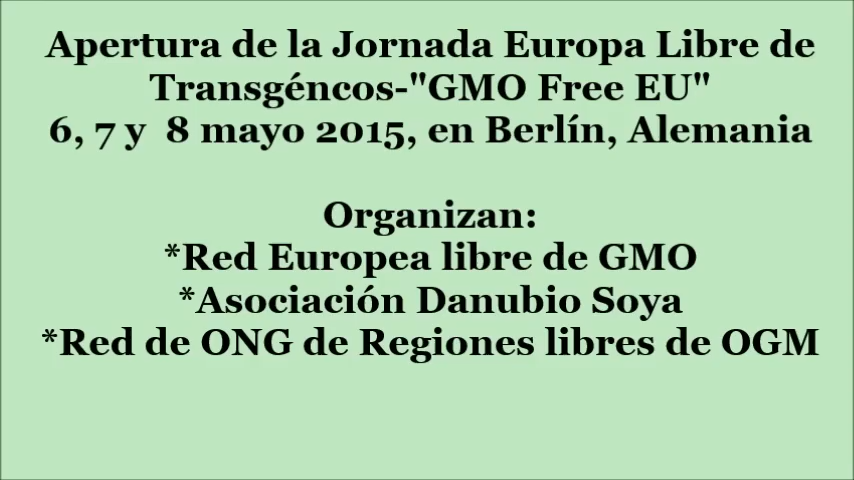 Apertura de la Jornada Europa Libre de
Transgéncos-"GMO Free EU"
6, 7 y  8 mayo 2015, en Berlín, Alemania
Organizan:
*Red Europea libre de GMO
*Asociación Danubio Soya
*Red de ONG de Regiones libres de OGM